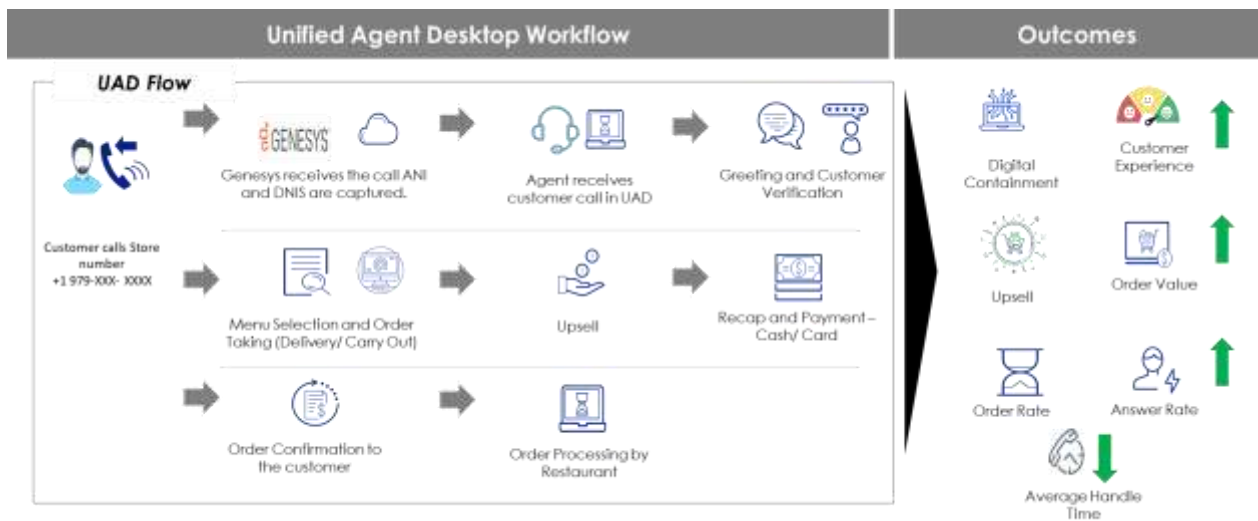 Unified Agent Desktop Workflow
Outcomes
UAD Flow
GENESYS
Genesys receives the call ANI
and DNIS are captured.
Agent receives
customer call in UAD
Greeting and Customer
Verification
Customer calls Store
number
+1 979-XXX- XXXX
Menu Selection and Order
Taking (Delivery/ Carry Out)
Upsell
Recap and Payment –
Cash/ Card
Order Confirmation to
the customer
Order Processing by
Restaurant
Digital
Containment
Customer
Experience
Upsell
Order Value
Order Rate
Answer Rate
Average Handle
Time